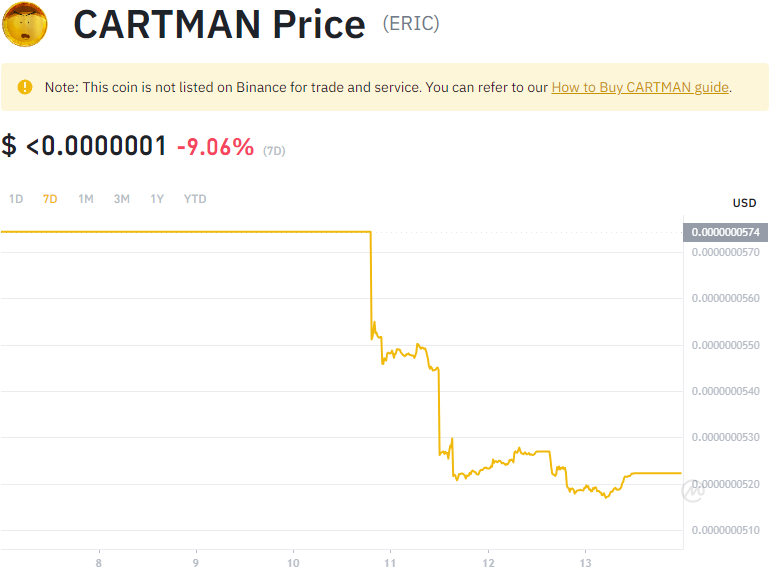 CARTMAN Price (ERIC)
Note: This coin is not listed on Binance for trade and service. You can refer to our How to Buy CARTMAN guide.
$ <0.0000001 -9.06% (7D)
1D 7D 1M 3M 1Y YTD
USD
0.0000000574
0.0000000570
0.0000000560
0.0000000550
0.0000000540
0.0000000530
0.0000000520
0.0000000510
8 9 10 11 12 13